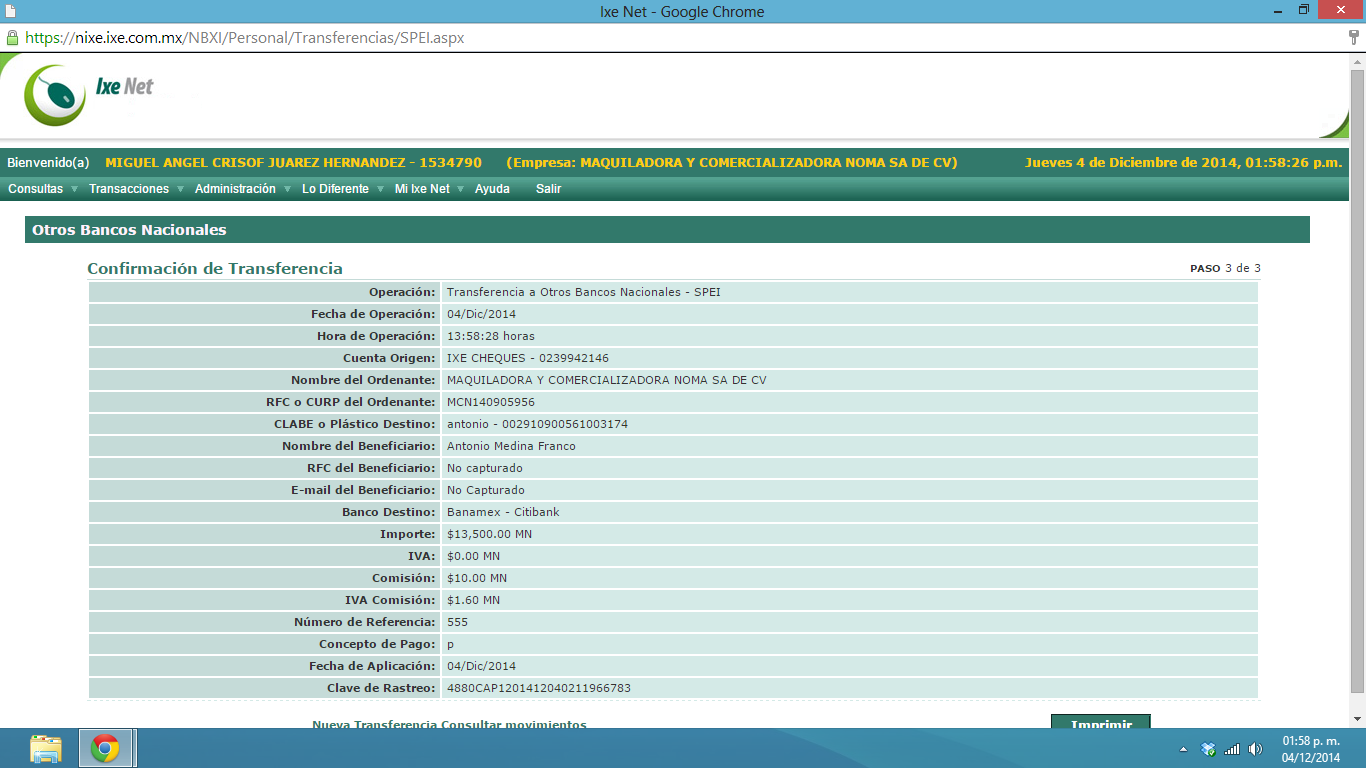 Ixe Net - Google Chrome
https://nixe.ixe.com.mx/NBXI/Personal/Transferencias/SPEI.aspx
Ixe Net
Bienvenido(a) MIGUEL ANGEL CRISOF JUAREZ HERNANDEZ - 1534790 (Empresa: MAQUILADORA Y COMERCIALIZADORA NOMA SA DE CV) Jueves 4 de Diciembre de 2014, 01:58:26 p.m.
Consultas Transacciones Administración Lo Diferente Mi Ixe Net Ayuda Salir
Otros Bancos Nacionales
Confirmación de Transferencia PASO 3 de 3
Operación: Transferencia a Otros Bancos Nacionales - SPEI
Fecha de Operación: 04/Dic/2014
Hora de Operación: 13:58:28 horas
Cuenta Origen: IXE CHEQUES - 0239942146
Nombre del Ordenante: MAQUILADORA Y COMERCIALIZADORA NOMA SA DE CV
RFC o CURP del Ordenante: MCN140905956
CLABE o Plástico Destino: antonio - 002910900561003174
Nombre del Beneficiario: Antonio Medina Franco
RFC del Beneficiario: No capturado
E-mail del Beneficiario: No Capturado
Banco Destino: Banamex - Citibank
Importe: $13,500.00 MN
IVA: $0.00 MN
Comisión: $10.00 MN
IVA Comisión: $1.60 MN
Número de Referencia: 555
Concepto de Pago: p
Fecha de Aplicación: 04/Dic/2014
Clave de Rastreo: 4880CAP1201412040211966783
Nueva Transferencia Consultar movimientos Imprimir
01:58 p. m.
04/12/2014